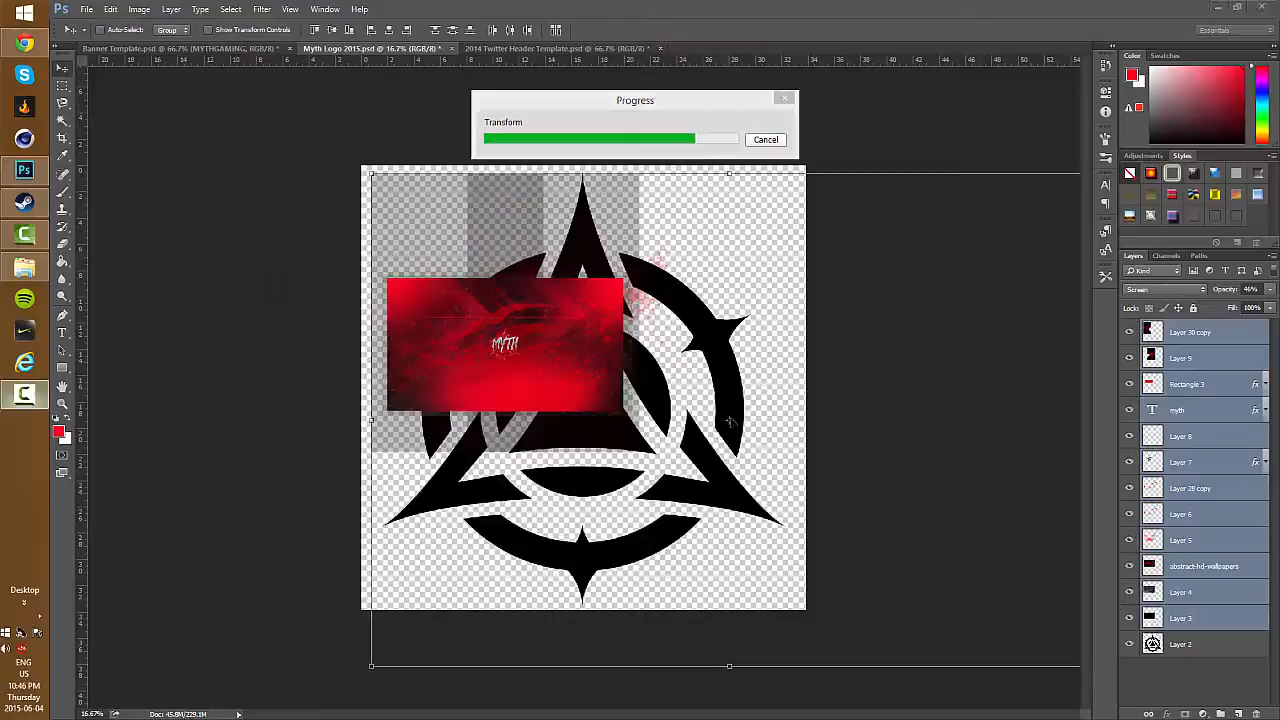 Ps File Edit Image Layer Type Select Filter View Window Help
Auto-Select: Group Show Transform Controls Essentials
Banner Template.psd @ 66.7% (MYTHGAMING, RGB/8) * × Myth Logo 2015.psd @ 16.7% (RGB/8) * × 2014 Twitter Header Template.psd @ 66.7% (RGB/8) * ×
Progress
Transform
Cancel
MYTH
Color Swatches
Adjustments Styles
Layers Channels Paths
Kind
Screen Opacity: 46%
Lock: Fill: 100%
Layer 30 copy
Layer 9
Rectangle 3 fx
myth fx
Layer 8
Layer 7 fx
Layer 28 copy
Layer 6
Layer 5
abstract-hd-wallpapers
Layer 4
Layer 3
Layer 2
Desktop
ENG
US
10:46 PM
Thursday
2015-06-04
16.67% Doc: 45.8M/229.1M